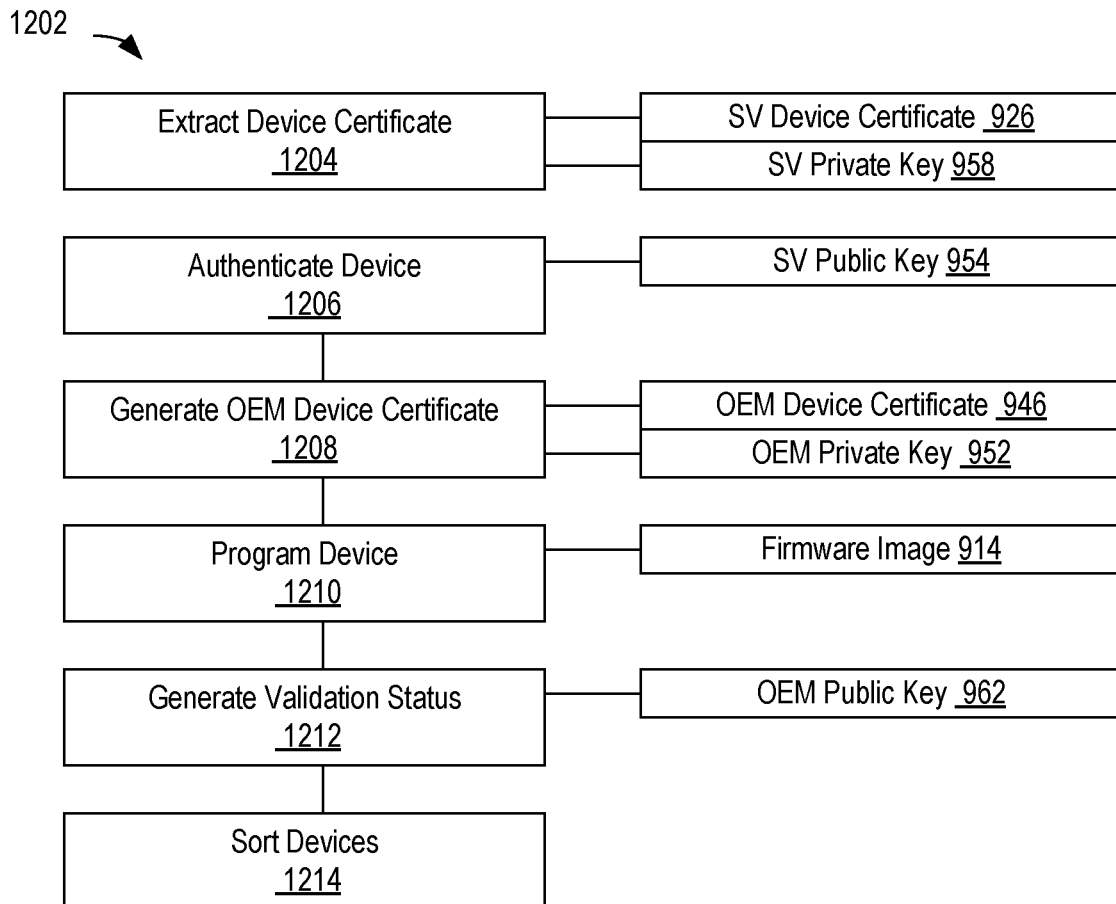 1202
Extract Device Certificate
1204
SV Device Certificate 926
SV Private Key 958
Authenticate Device
1206
SV Public Key 954
Generate OEM Device Certificate
1208
OEM Device Certificate 946
OEM Private Key 952
Program Device
1210
Firmware Image 914
Generate Validation Status
1212
OEM Public Key 962
Sort Devices
1214